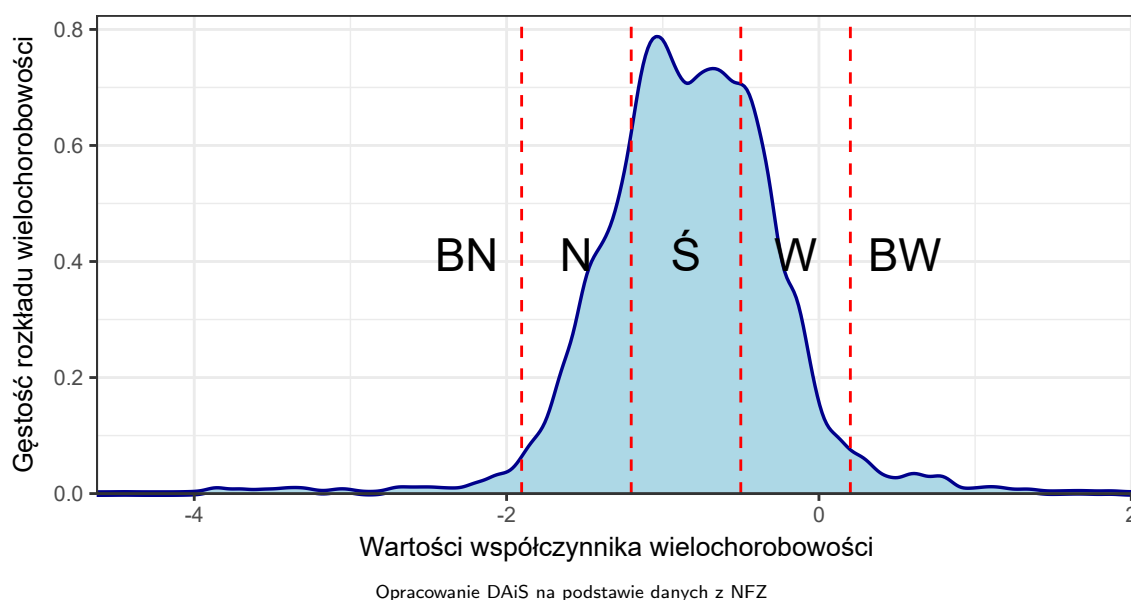 Gęstość rozkładu wielochorobowości
0.8
0.6
0.4
0.2
0.0
BN N Ś W BW
-4 -2 0 2
Wartości współczynnika wielochorobowości
Opracowanie DAiS na podstawie danych z NFZ